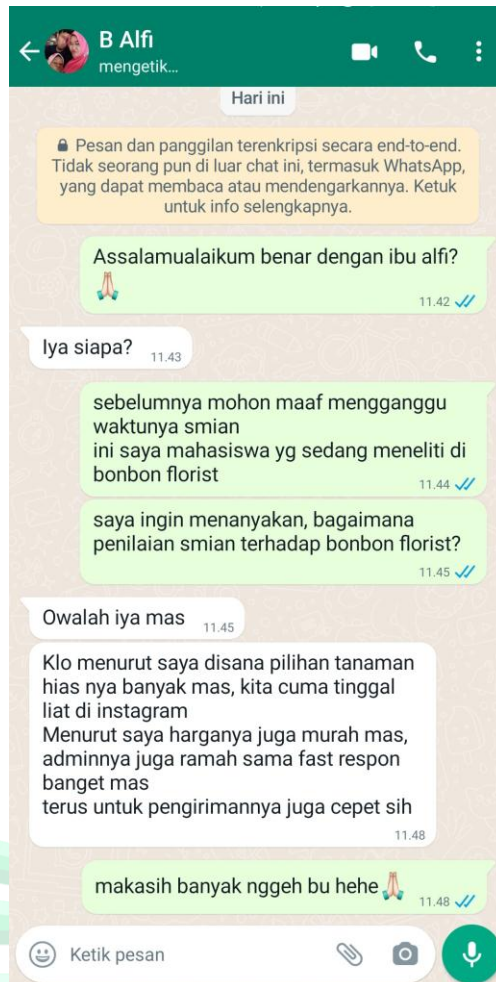 B Alfi
mengetik...
Hari ini
Pesan dan panggilan terenkripsi secara end-to-end.
Tidak seorang pun di luar chat ini, termasuk WhatsApp,
yang dapat membaca atau mendengarkannya. Ketuk
untuk info selengkapnya.
Assalamualaikum benar dengan ibu alfi?
🙏🏻
11.42
Iya siapa? 11.43
sebelumnya mohon maaf mengganggu
waktunya smian
ini saya mahasiswa yg sedang meneliti di
bonbon florist
11.44
saya ingin menanyakan, bagaimana
penilaian smian terhadap bonbon florist?
11.45
Owalah iya mas 11.45
Klo menurut saya disana pilihan tanaman
hias nya banyak mas, kita cuma tinggal
liat di instagram
Menurut saya harganya juga murah mas,
adminnya juga ramah sama fast respon
banget mas
terus untuk pengirimannya juga cepet sih
11.48
makasih banyak nggeh bu hehe🙏🏻 11.48
Ketik pesan